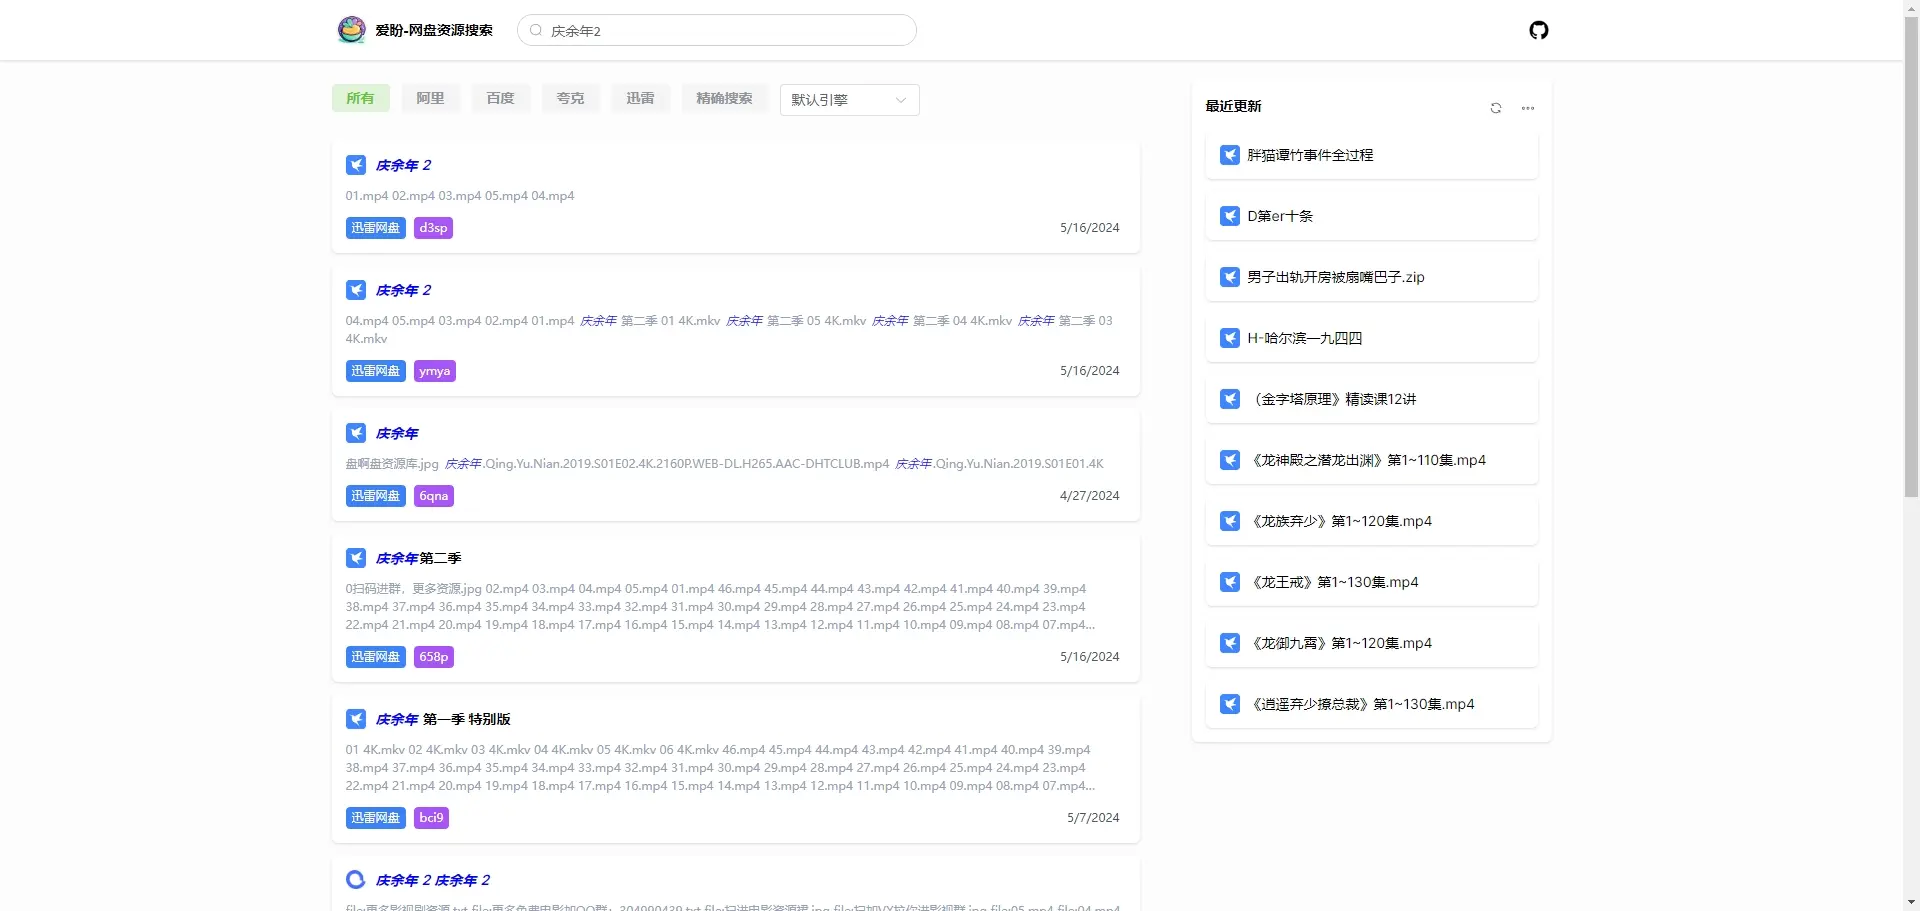 爱盼-网盘资源搜索
庆余年2
所有 阿里 百度 夸克 迅雷 精确搜索 默认引擎
庆余年 2
01.mp4 02.mp4 03.mp4 05.mp4 04.mp4
迅雷网盘 d3sp 5/16/2024
庆余年 2
04.mp4 05.mp4 03.mp4 02.mp4 01.mp4 庆余年 第二季 01 4K.mkv 庆余年 第二季 05 4K.mkv 庆余年 第二季 04 4K.mkv 庆余年 第二季 03
4K.mkv
迅雷网盘 ymya 5/16/2024
庆余年
盘啊盘资源库.jpg 庆余年.Qing.Yu.Nian.2019.S01E02.4K.2160P.WEB-DL.H265.AAC-DHTCLUB.mp4 庆余年.Qing.Yu.Nian.2019.S01E01.4K
迅雷网盘 6qna 4/27/2024
庆余年第二季
0扫码进群，更多资源.jpg 02.mp4 03.mp4 04.mp4 05.mp4 01.mp4 46.mp4 45.mp4 44.mp4 43.mp4 42.mp4 41.mp4 40.mp4 39.mp4
38.mp4 37.mp4 36.mp4 35.mp4 34.mp4 33.mp4 32.mp4 31.mp4 30.mp4 29.mp4 28.mp4 27.mp4 26.mp4 25.mp4 24.mp4 23.mp4
22.mp4 21.mp4 20.mp4 19.mp4 18.mp4 17.mp4 16.mp4 15.mp4 14.mp4 13.mp4 12.mp4 11.mp4 10.mp4 09.mp4 08.mp4 07.mp4...
迅雷网盘 658p 5/16/2024
庆余年 第一季 特别版
01 4K.mkv 02 4K.mkv 03 4K.mkv 04 4K.mkv 05 4K.mkv 06 4K.mkv 46.mp4 45.mp4 44.mp4 43.mp4 42.mp4 41.mp4 40.mp4 39.mp4
38.mp4 37.mp4 36.mp4 35.mp4 34.mp4 33.mp4 32.mp4 31.mp4 30.mp4 29.mp4 28.mp4 27.mp4 26.mp4 25.mp4 24.mp4 23.mp4
22.mp4 21.mp4 20.mp4 19.mp4 18.mp4 17.mp4 16.mp4 15.mp4 14.mp4 13.mp4 12.mp4 11.mp4 10.mp4 09.mp4 08.mp4 07.mp4...
迅雷网盘 bci9 5/7/2024
庆余年 2 庆余年 2
最近更新
胖猫谭竹事件全过程
D第er十条
男子出轨开房被扇嘴巴子.zip
H-哈尔滨一九四四
（金字塔原理》精读课12讲
《龙神殿之潜龙出渊》第1~110集.mp4
《龙族弃少》第1~120集.mp4
《龙王戒》第1~130集.mp4
《龙御九霄》第1~120集.mp4
《逍遥弃少撩总裁》第1~130集.mp4